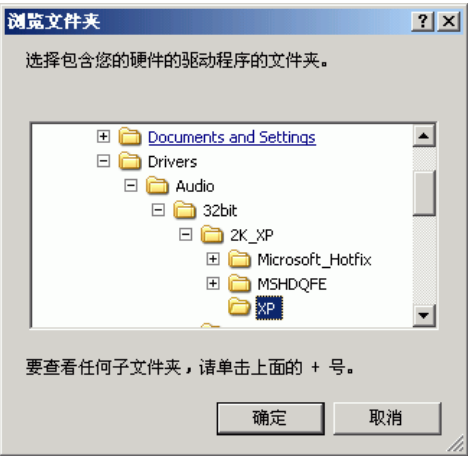 浏览文件夹
选择包含您的硬件的驱动程序的文件夹。
Documents and Settings
Drivers
Audio
32bit
2K_XP
Microsoft_Hotfix
MSHDQFE
XP
要查看任何子文件夹，请单击上面的 + 号。
确定 取消